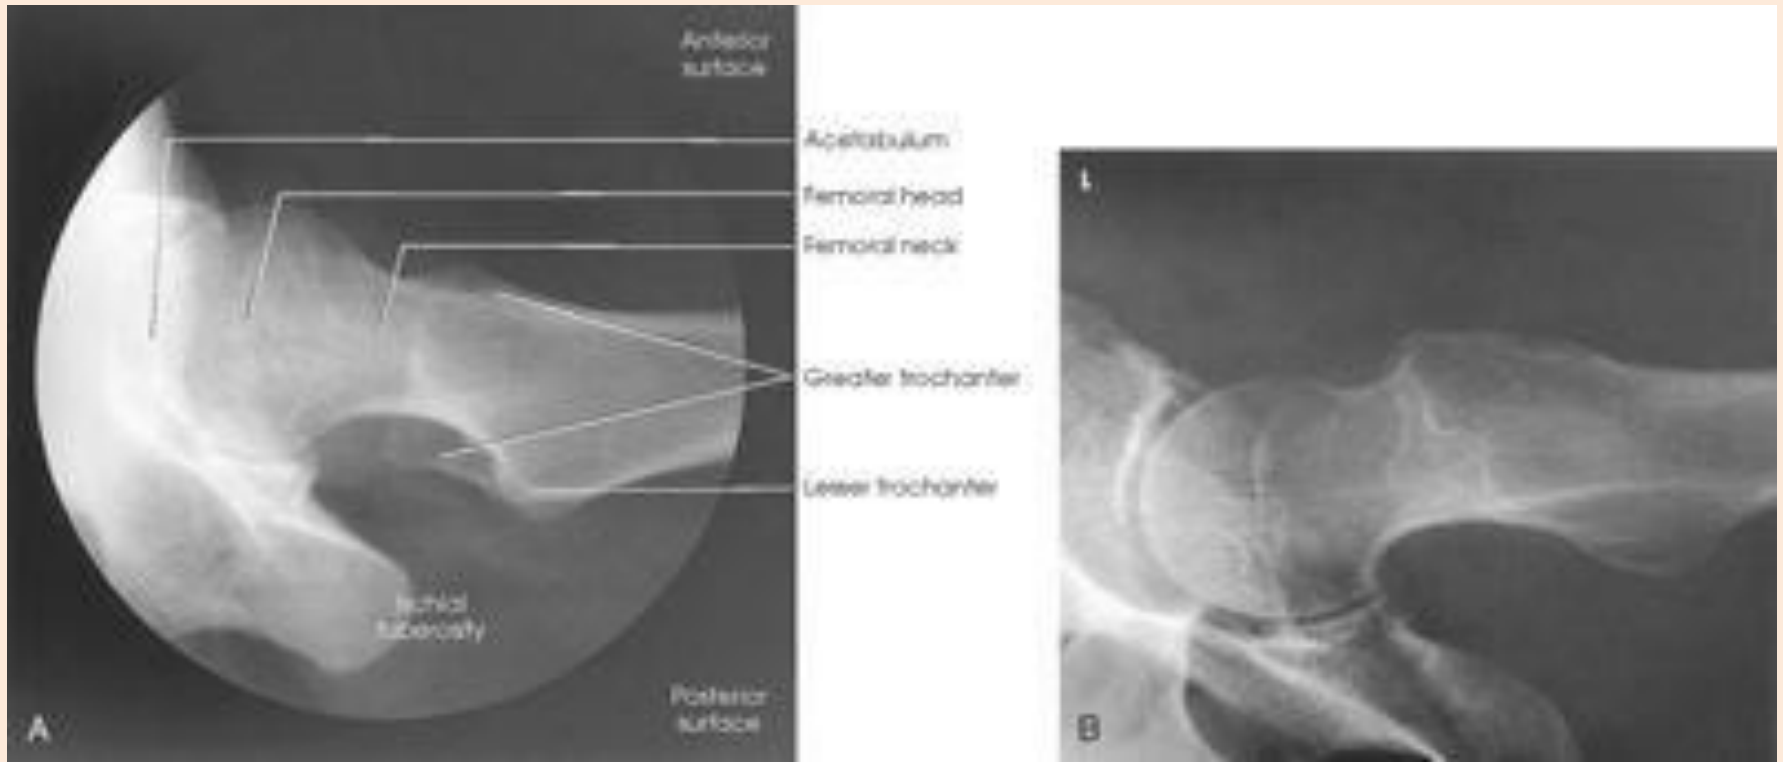 Anterior
surface
Acetabulum
Femoral head
Femoral neck
Greater trochanter
Lesser trochanter
Ischial
tuberosity
Posterior
surface
A
L
B